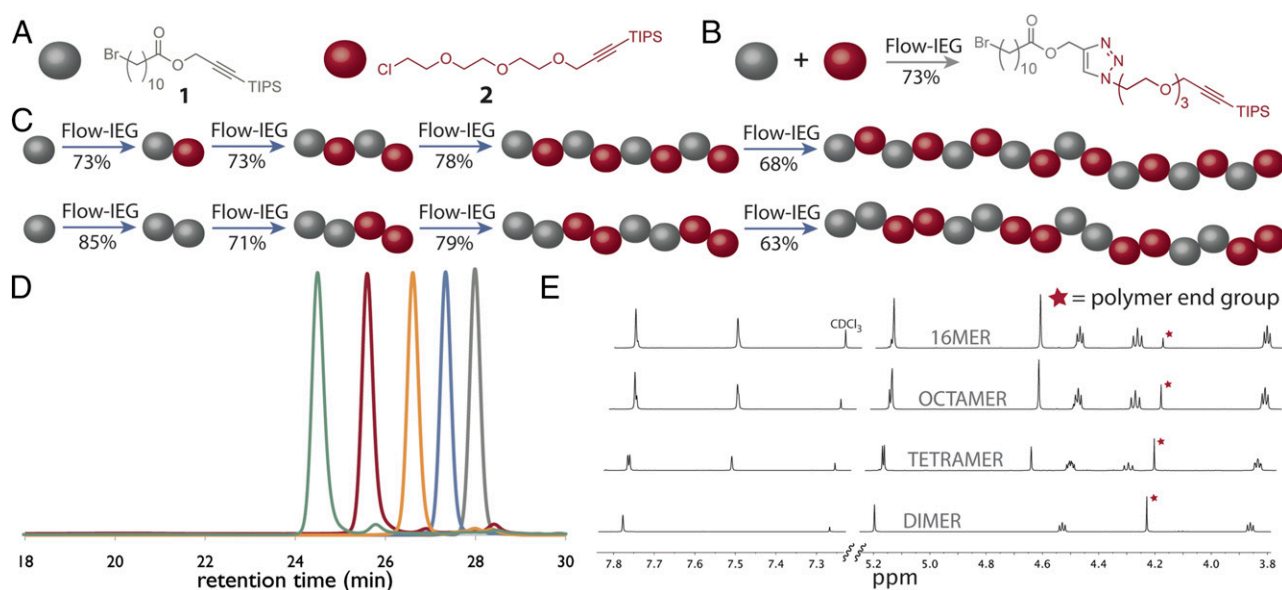 A
Br
10
O
O
TIPS
1
Cl
O
O
O
TIPS
2
B
+
Flow-IEG
73%
Br
10
O
O
N
N
N
O
3
TIPS
C
Flow-IEG
73%
Flow-IEG
73%
Flow-IEG
78%
Flow-IEG
68%
Flow-IEG
85%
Flow-IEG
71%
Flow-IEG
79%
Flow-IEG
63%
D
18 20 22 24 26 28 30
retention time (min)
E
= polymer end group
CDCl3
16MER
OCTAMER
TETRAMER
DIMER
7.8 7.7 7.5 7.4 7.3 5.2 5.0 4.8 4.6 4.4 4.2 4.0 3.8
ppm